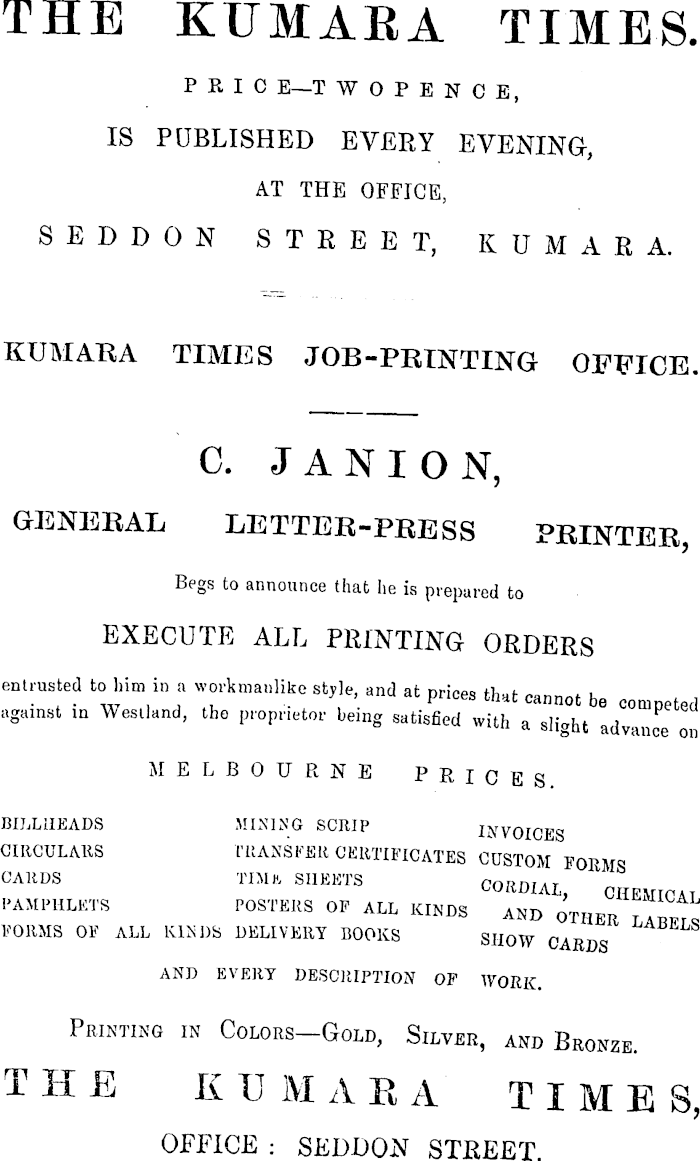 THE KUMARA TIMES.
PRICE—TWOPENCE,
IS PUBLISHED EVERY EVENING,
AT THE OFFICE,
SEDDON STREET, KUMARA.
KUMARA TIMES JOB-PRINTING OFFICE.
C. JANION,
GENERAL LETTER-PRESS PRINTER,
Begs to announce that he is prepared to
EXECUTE ALL PRINTING ORDERS
entrusted to him in a workmanlike style, and at prices that cannot be competed
against in Westland, the proprietor being satisfied with a slight advance on
MELBOURNE PRICES.
BILLHEADS
CIRCULARS
CARDS
PAMPHLETS
FORMS OF ALL KINDS
MINING SCRIP
TRANSFER CERTIFICATES
TIME SHEETS
POSTERS OF ALL KINDS
DELIVERY BOOKS
INVOICES
CUSTOM FORMS
CORDIAL, CHEMICAL
AND OTHER LABELS
SHOW CARDS
AND EVERY DESCRIPTION OF WORK.
PRINTING IN COLORS—GOLD, SILVER, AND BRONZE.
THE KUMARA TIMES,
OFFICE: SEDDON STREET.